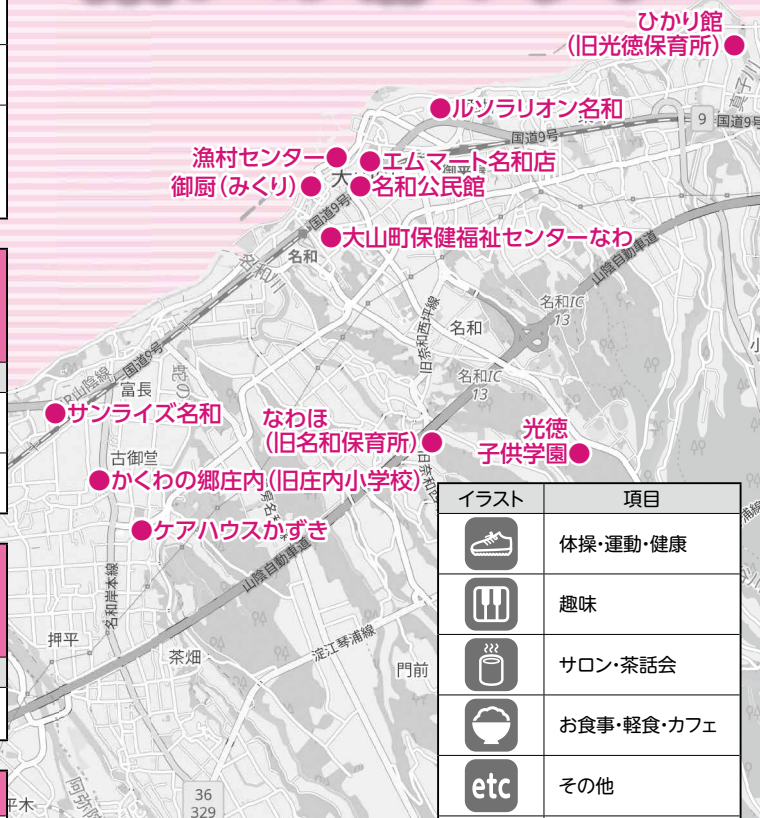 ひかり館
(旧光徳保育所)
ルソラリオン名和
9 国道9号
国道9号
漁村センター
エムマート名和店
御厨(みくり)
名和公民館
国道9号
大山町保健福祉センターなわ
名和
名和川
山陰自動車道
名和IC
13
旧奈和西坪線
名和
国道9号
名和IC
13
富長
サンライズ名和
なわほ
(旧名和保育所)
光徳
子供学園
古御堂
かくわの郷庄内(旧庄内小学校)
ケアハウスかずき
山陰自動車道
名和岸本線
押平
茶畑
淀江琴浦線
門前
36
329
イラスト 項目
体操・運動・健康
趣味
サロン・茶話会
お食事・軽食・カフェ
etc その他